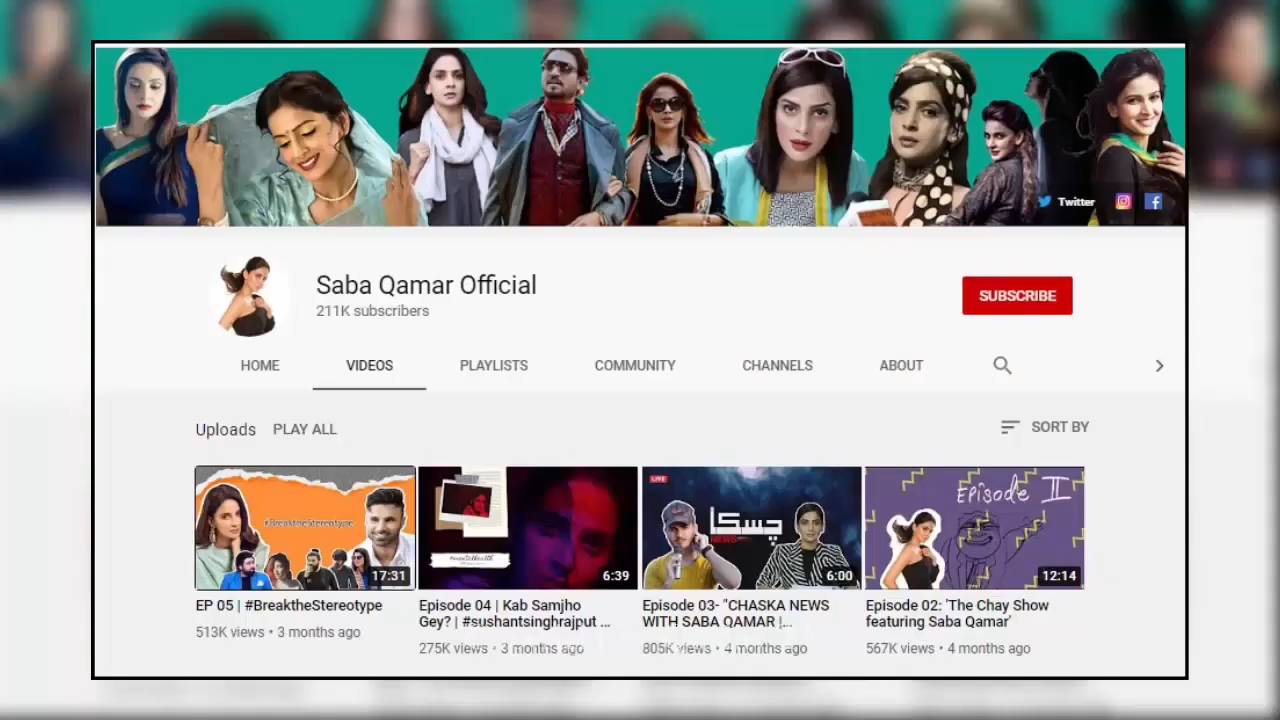 Twitter
Saba Qamar Official
211K subscribers
SUBSCRIBE
HOME
VIDEOS
PLAYLISTS
COMMUNITY
CHANNELS
ABOUT
Uploads
PLAY ALL
SORT BY
#BreaktheStereotype
17:31
6:39
LIVE
چسکا
NEWS
6:00
Episode II
12:14
EP 05 | #BreaktheStereotype
513K views • 3 months ago
Episode 04 | Kab Samjho
Gey? | #sushantsinghrajput ...
275K views • 3 months ago
Episode 03- "CHASKA NEWS
WITH SABA QAMAR |...
805K views • 4 months ago
Episode 02: 'The Chay Show
featuring Saba Qamar'
567K views • 4 months ago